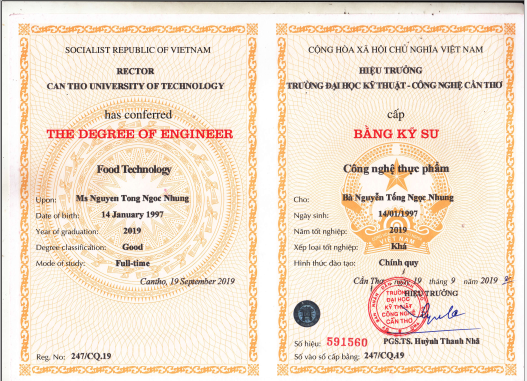 SOCIALIST REPUBLIC OF VIETNAM
RECTOR
CAN THO UNIVERSITY OF TECHNOLOGY
has conferred
THE DEGREE OF ENGINEER
Food Technology
Upon: Ms Nguyen Tong Ngoc Nhung
Date of birth: 14 January 1997
Year of graduation: 2019
Degree classification: Good
Mode of study: Full-time
Cantho, 19 September 2019
Reg. No: 247/CQ.19
CỘNG HÒA XÃ HỘI CHỦ NGHĨA VIỆT NAM
HIỆU TRƯỞNG
TRƯỜNG ĐẠI HỌC KỸ THUẬT - CÔNG NGHỆ CẦN THƠ
cấp
BẰNG KỸ SƯ
Công nghệ thực phẩm
Cho: Bà Nguyễn Tống Ngọc Nhung
Ngày sinh: 14/01/1997
Năm tốt nghiệp: 2019
Xếp loại tốt nghiệp: Khá
Hình thức đào tạo: Chính quy
VIỆT NAM
Cần Thơ, ngày 19 tháng 9 năm 2019
HIỆU TRƯỞNG
TRƯỜNG
ĐẠI HỌC
KỸ THUẬT
CÔNG NGHỆ
CẦN THƠ
Số hiệu: 591560 PGS.TS. Huỳnh Thanh Nhã
Số vào sổ cấp bằng: 247/CQ.19